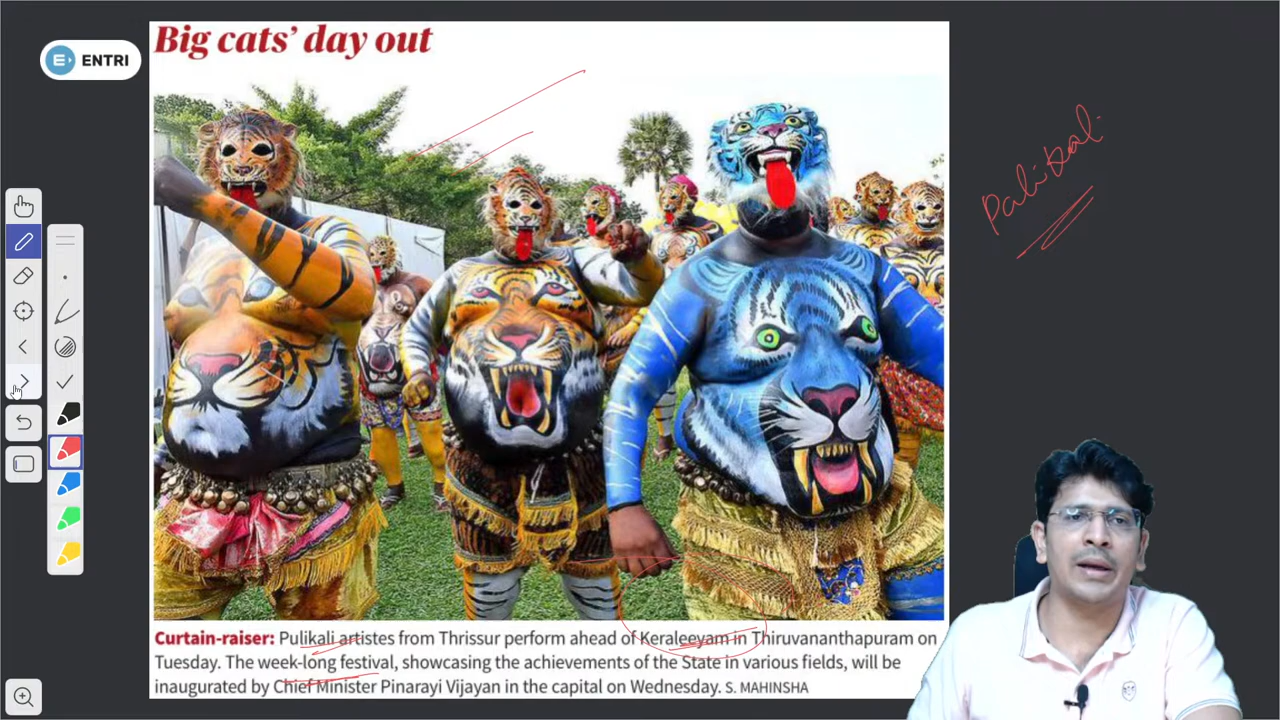 Big cats' day out
ENTRI
Pulikali
Curtain-raiser: Pulikali artistes from Thrissur perform ahead of Keraleeyam in Thiruvananthapuram on
Tuesday. The week-long festival, showcasing the achievements of the State in various fields, will be
inaugurated by Chief Minister Pinarayi Vijayan in the capital on Wednesday. S. MAHINSHA